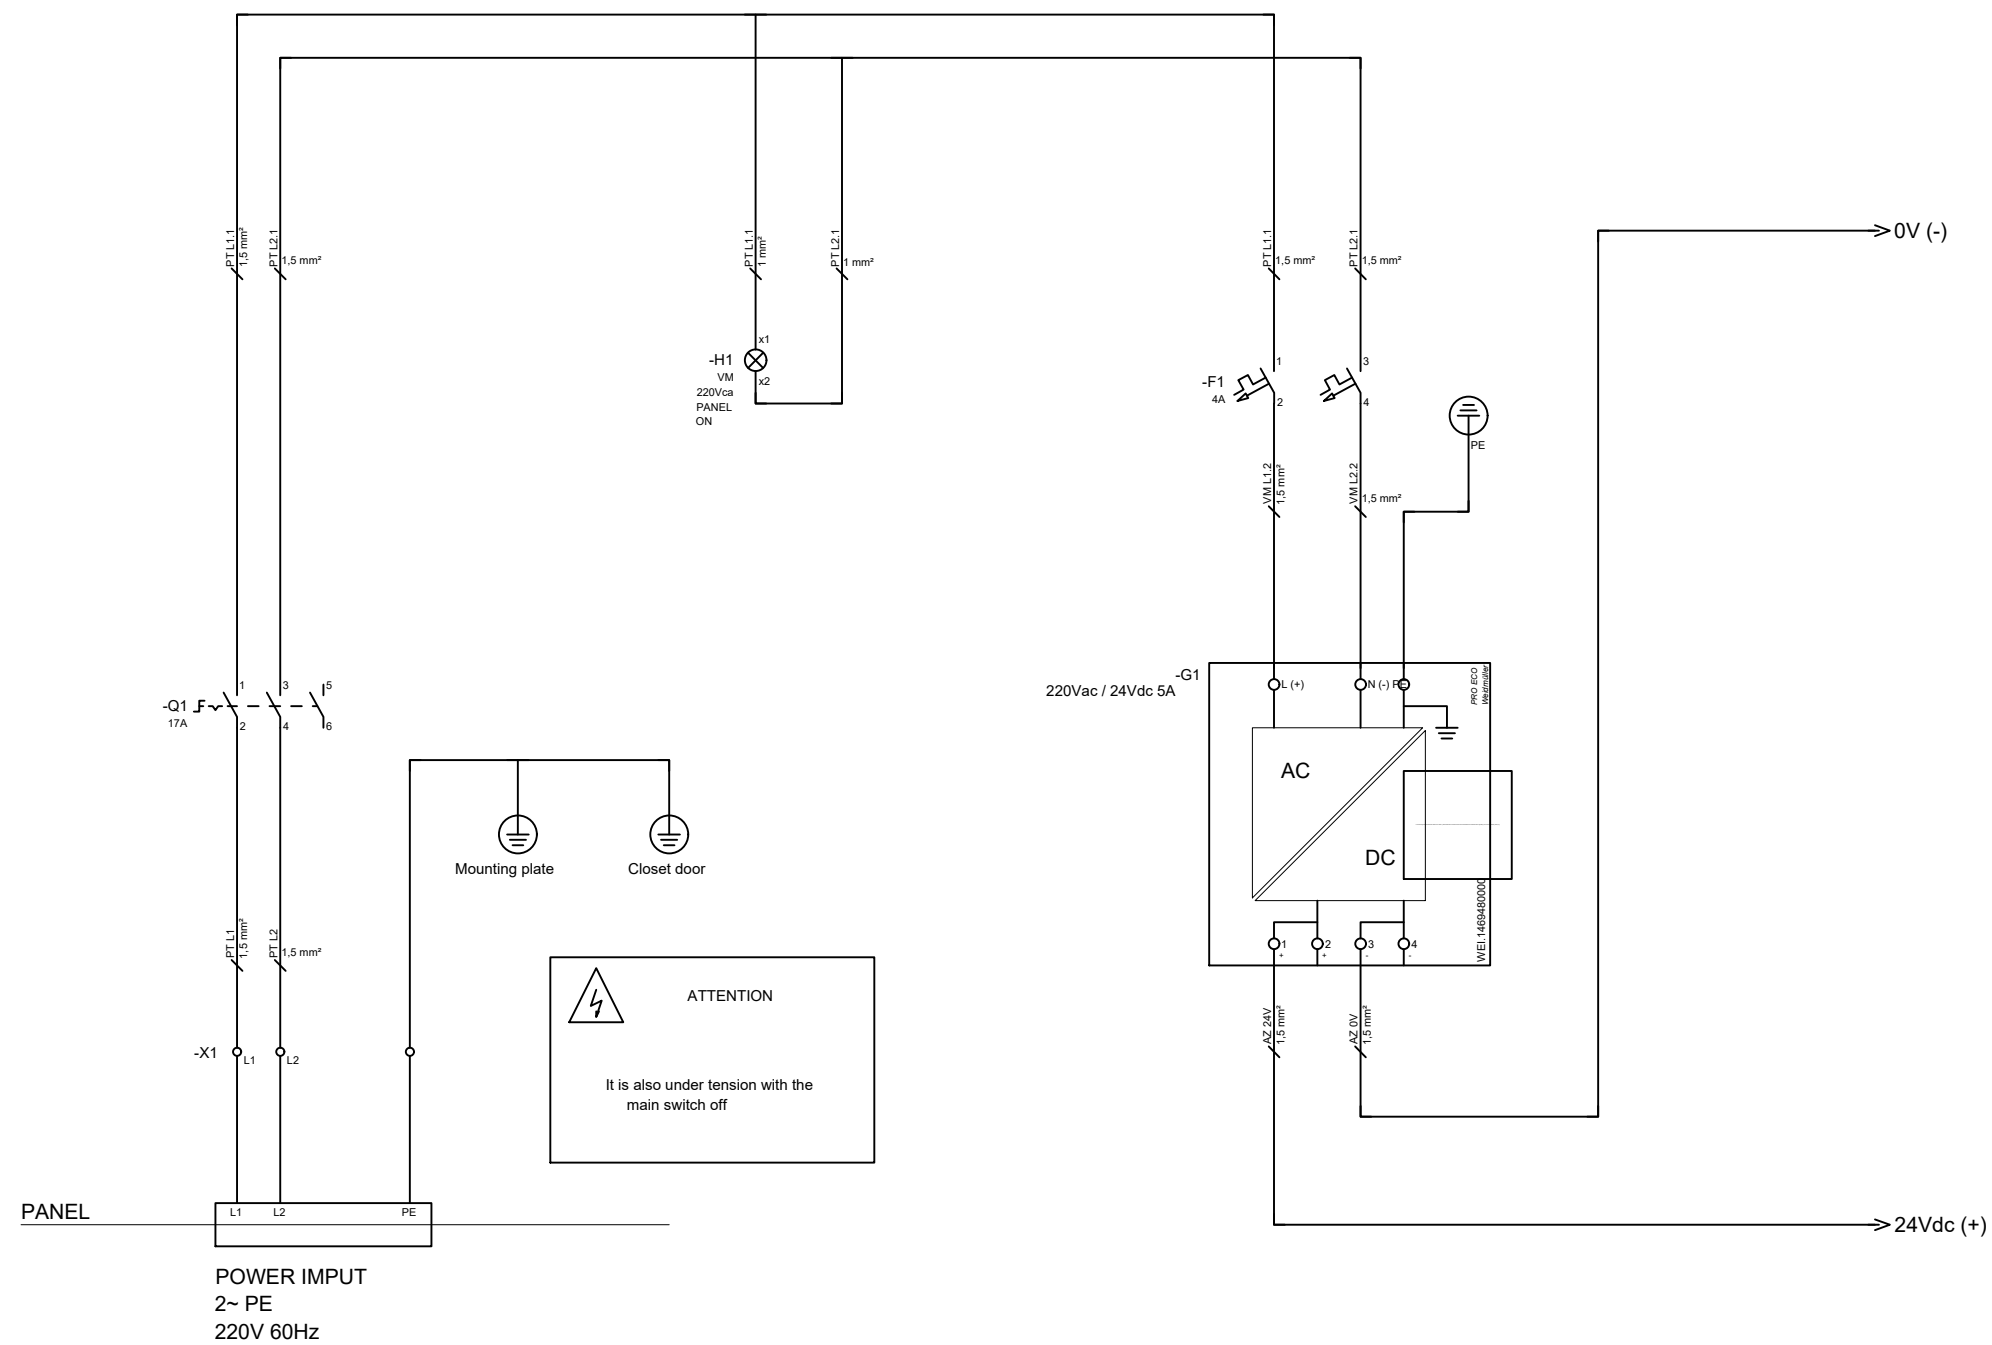 0V (-)
PT L1.1
1,5 mm²
PT L2.1
1,5 mm²
PT L1.1
1 mm²
PT L2.1
1 mm²
PT L1.1
1,5 mm²
PT L2.1
1,5 mm²
x1
-H1
x2
VM
220Vca
PANEL
ON
1
3
-F1
4A
2
4
PE
VM L1.2
1,5 mm²
VM L2.2
1,5 mm²
-G1
220Vac / 24Vdc 5A
L (+)
N (-)
PE
PRO ECO
Weidmüller
1
3
5
-Q1
17A
2
4
6
AC
DC
Mounting plate
Closet door
WEI.1469480000
1
2
3
4
+
+
-
-
PT L1
1,5 mm²
PT L2
1,5 mm²
ATTENTION
It is also under tension with the
main switch off
AZ 24V
1,5 mm²
AZ 0V
1,5 mm²
-X1
L1
L2
PANEL
L1
L2
PE
24Vdc (+)
POWER IMPUT
2~ PE
220V 60Hz